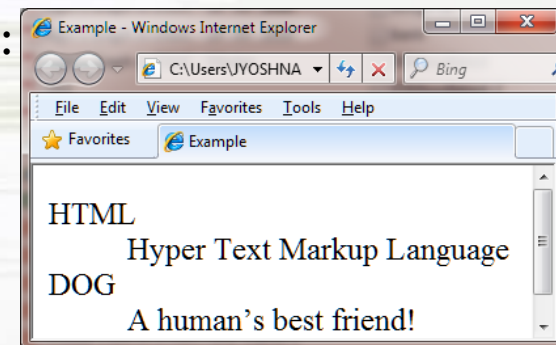 :
Example - Windows Internet Explorer
C:\Users\JYOSHNA
Bing
File Edit View Favorites Tools Help
Favorites Example
HTML
Hyper Text Markup Language
DOG
A human’s best friend!